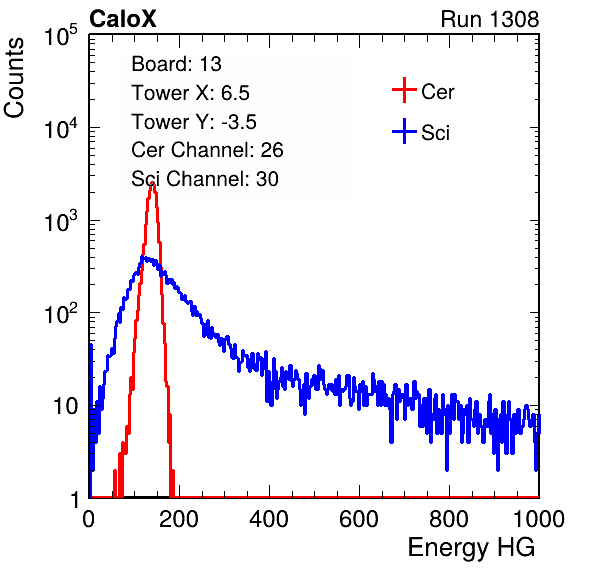 CaloX Run 1308
Counts
10^5
10^4
10^3
10^2
10
1
Board: 13
Tower X: 6.5
Tower Y: -3.5
Cer Channel: 26
Sci Channel: 30
Cer
Sci
0 200 400 600 800 1000
Energy HG